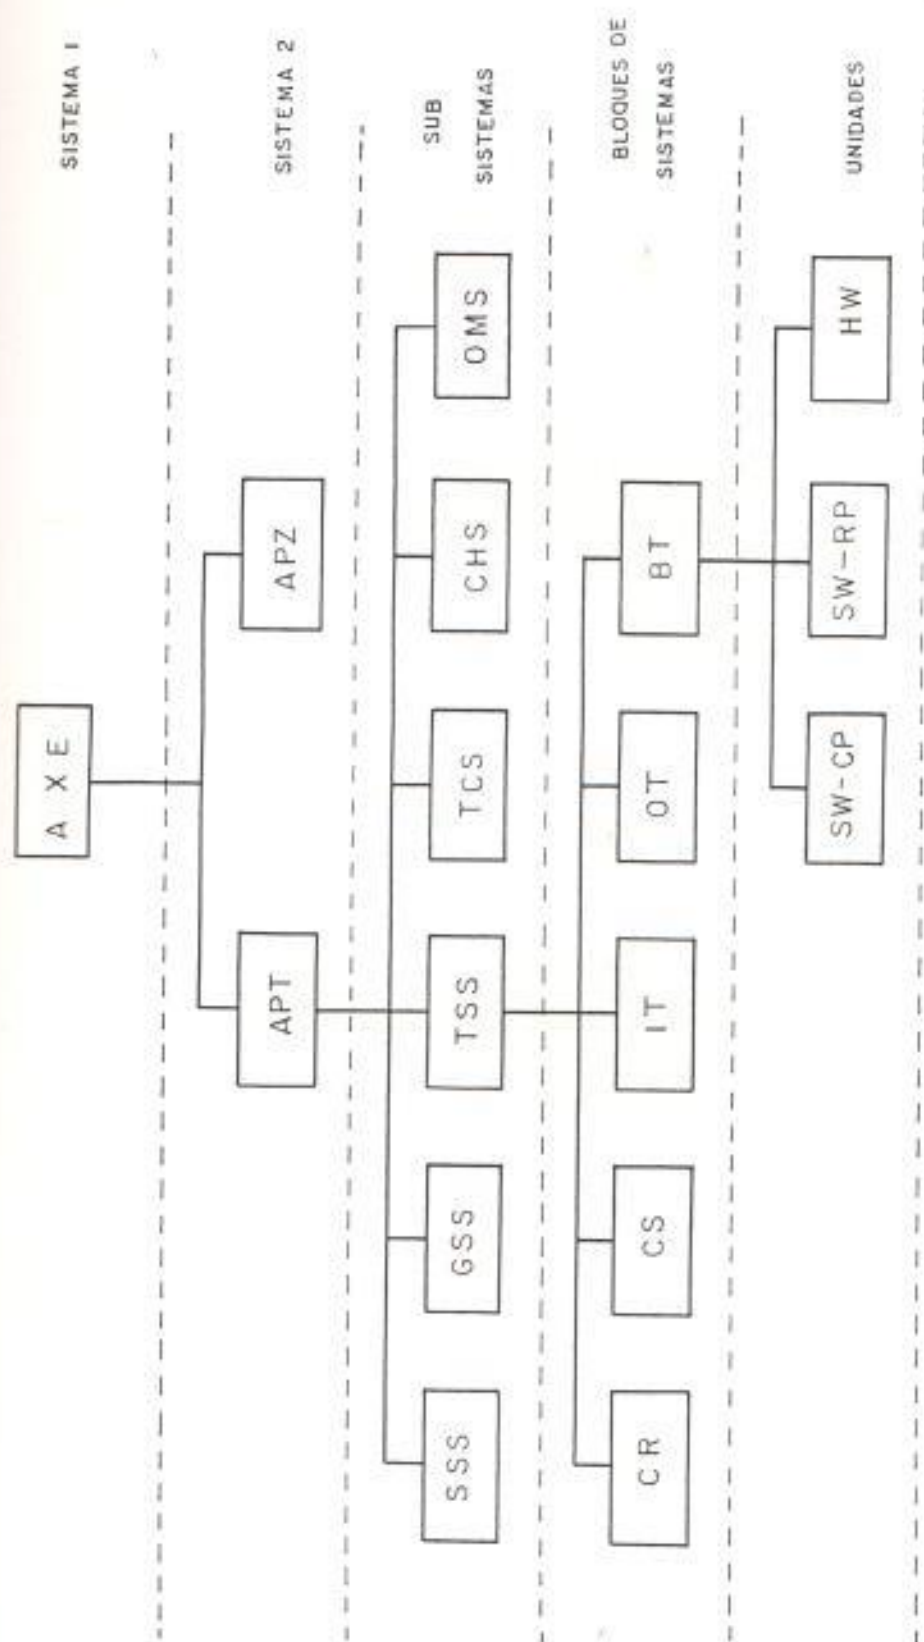 A X E
SISTEMA 1
APT
APZ
SISTEMA 2
SSS
GSS
TSS
TCS
CHS
OMS
SUB
SISTEMAS
CR
CS
IT
OT
BT
BLOQUES DE
SISTEMAS
SW-CP
SW-RP
HW
UNIDADES